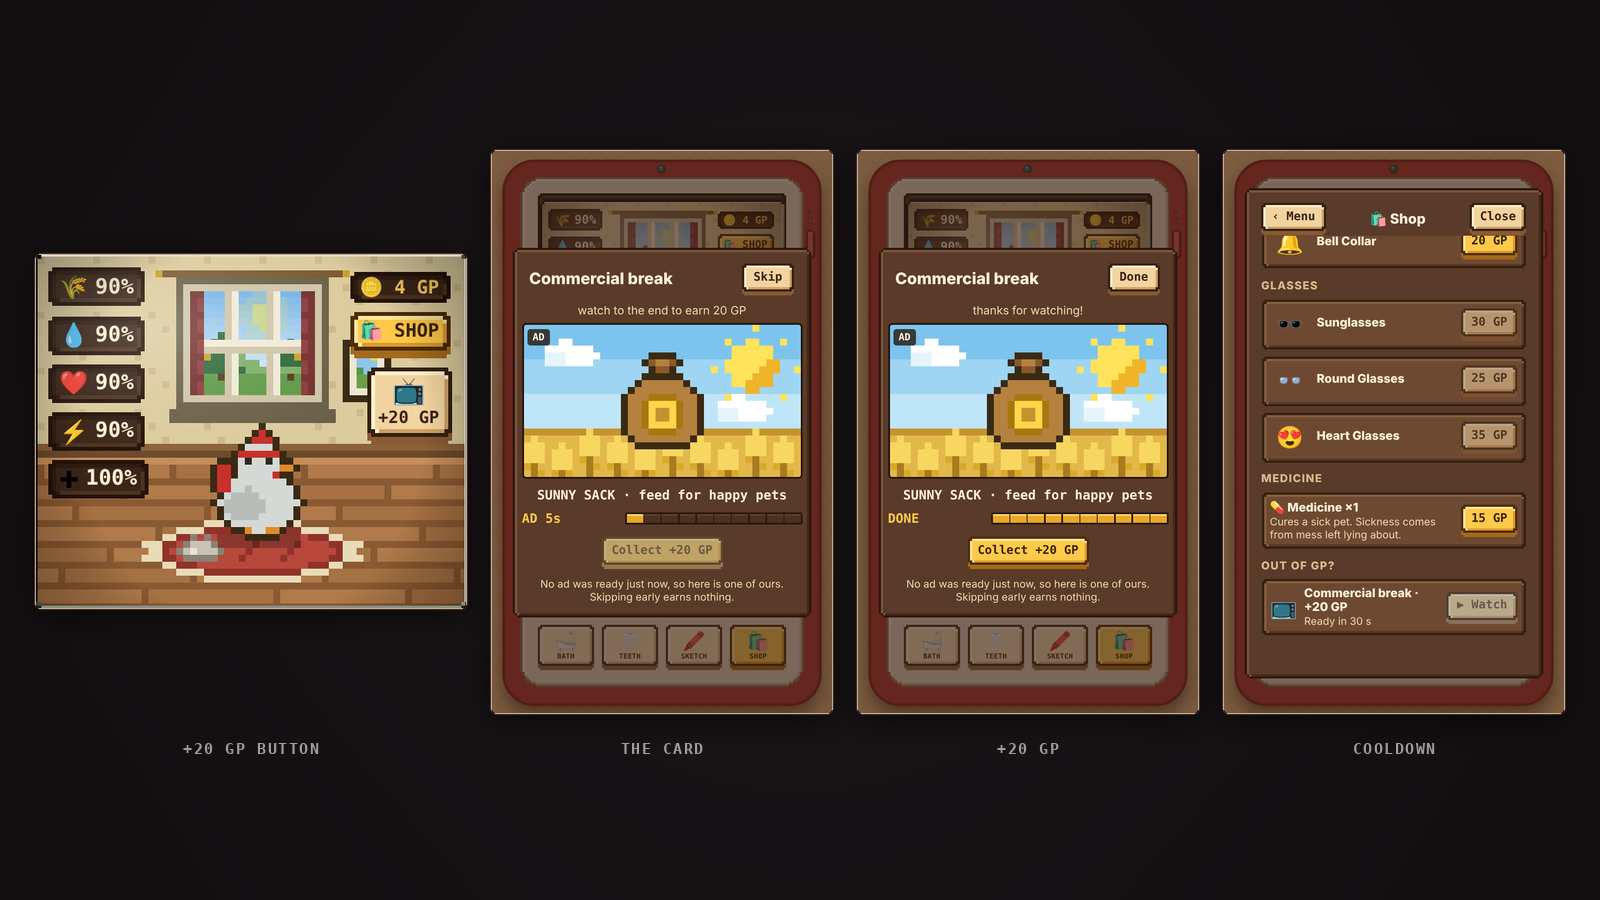 90%
90%
90%
90%
100%
4 GP
SHOP
+20 GP
+20 GP BUTTON
90%
90%
4 GP
SHOP
Commercial break
Skip
watch to the end to earn 20 GP
AD
SUNNY SACK · feed for happy pets
AD 5s
Collect +20 GP
No ad was ready just now, so here is one of ours.
Skipping early earns nothing.
BATH
TEETH
SKETCH
SHOP
THE CARD
90%
90%
4 GP
SHOP
Commercial break
Done
thanks for watching!
AD
SUNNY SACK · feed for happy pets
DONE
Collect +20 GP
No ad was ready just now, so here is one of ours.
Skipping early earns nothing.
BATH
TEETH
SKETCH
SHOP
+20 GP
‹ Menu
Shop
Close
Bell Collar
20 GP
GLASSES
Sunglasses
30 GP
Round Glasses
25 GP
Heart Glasses
35 GP
MEDICINE
Medicine ×1
Cures a sick pet. Sickness comes
from mess left lying about.
15 GP
OUT OF GP?
Commercial break ·
+20 GP
Ready in 30 s
▶ Watch
COOLDOWN